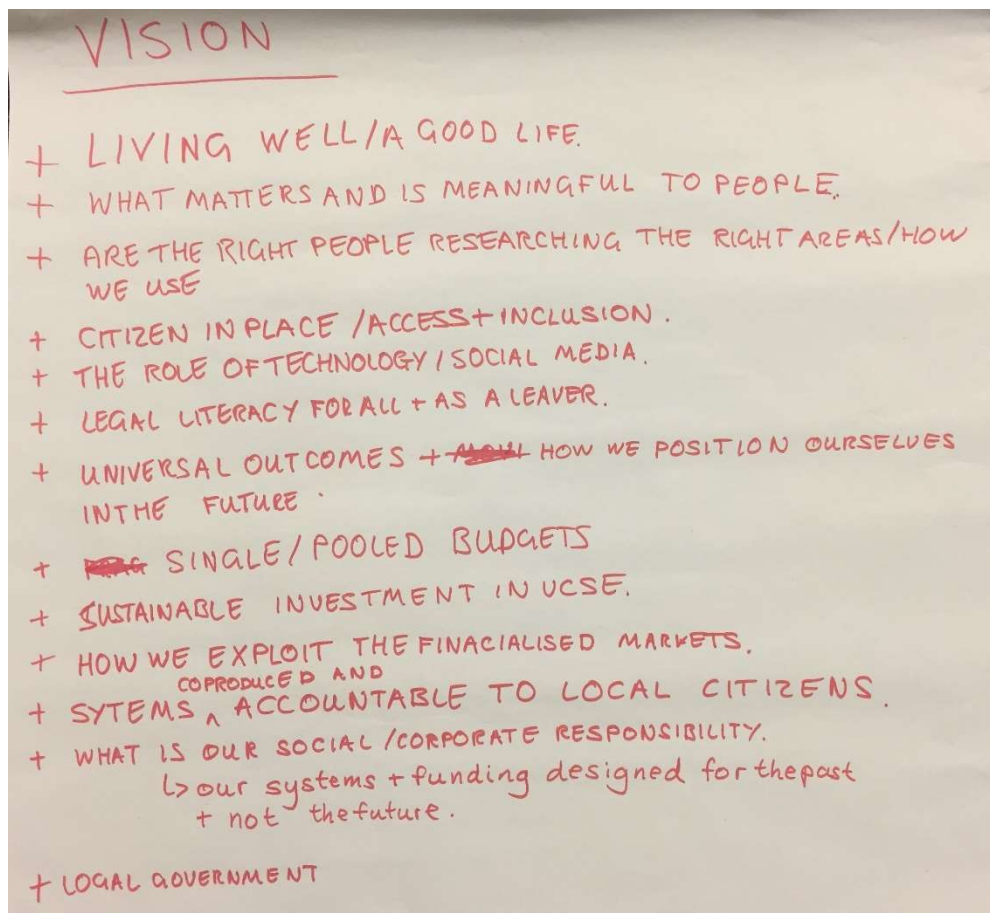 VISION
+ LIVING WELL/A GOOD LIFE.
+ WHAT MATTERS AND IS MEANINGFUL TO PEOPLE.
+ ARE THE RIGHT PEOPLE RESEARCHING THE RIGHT AREAS/HOW
WE USE
+ CITIZEN IN PLACE /ACCESS + INCLUSION.
+ THE ROLE OF TECHNOLOGY / SOCIAL MEDIA.
+ LEGAL LITERACY FOR ALL + AS A LEAVER.
+ UNIVERSAL OUTCOMES + HOW WE POSITION OURSELVES
IN THE FUTURE.
+ SINGLE/POOLED BUDGETS
+ SUSTAINABLE INVESTMENT IN VCSE.
+ HOW WE EXPLOIT THE FINACIALISED MARKETS.
COPRODUCED AND
+ SYTEMS ^ ACCOUNTABLE TO LOCAL CITIZENS.
+ WHAT IS OUR SOCIAL /CORPORATE RESPONSIBILITY.
↳ our systems + funding designed for the past
+ not the future.
+ LOCAL GOVERNMENT